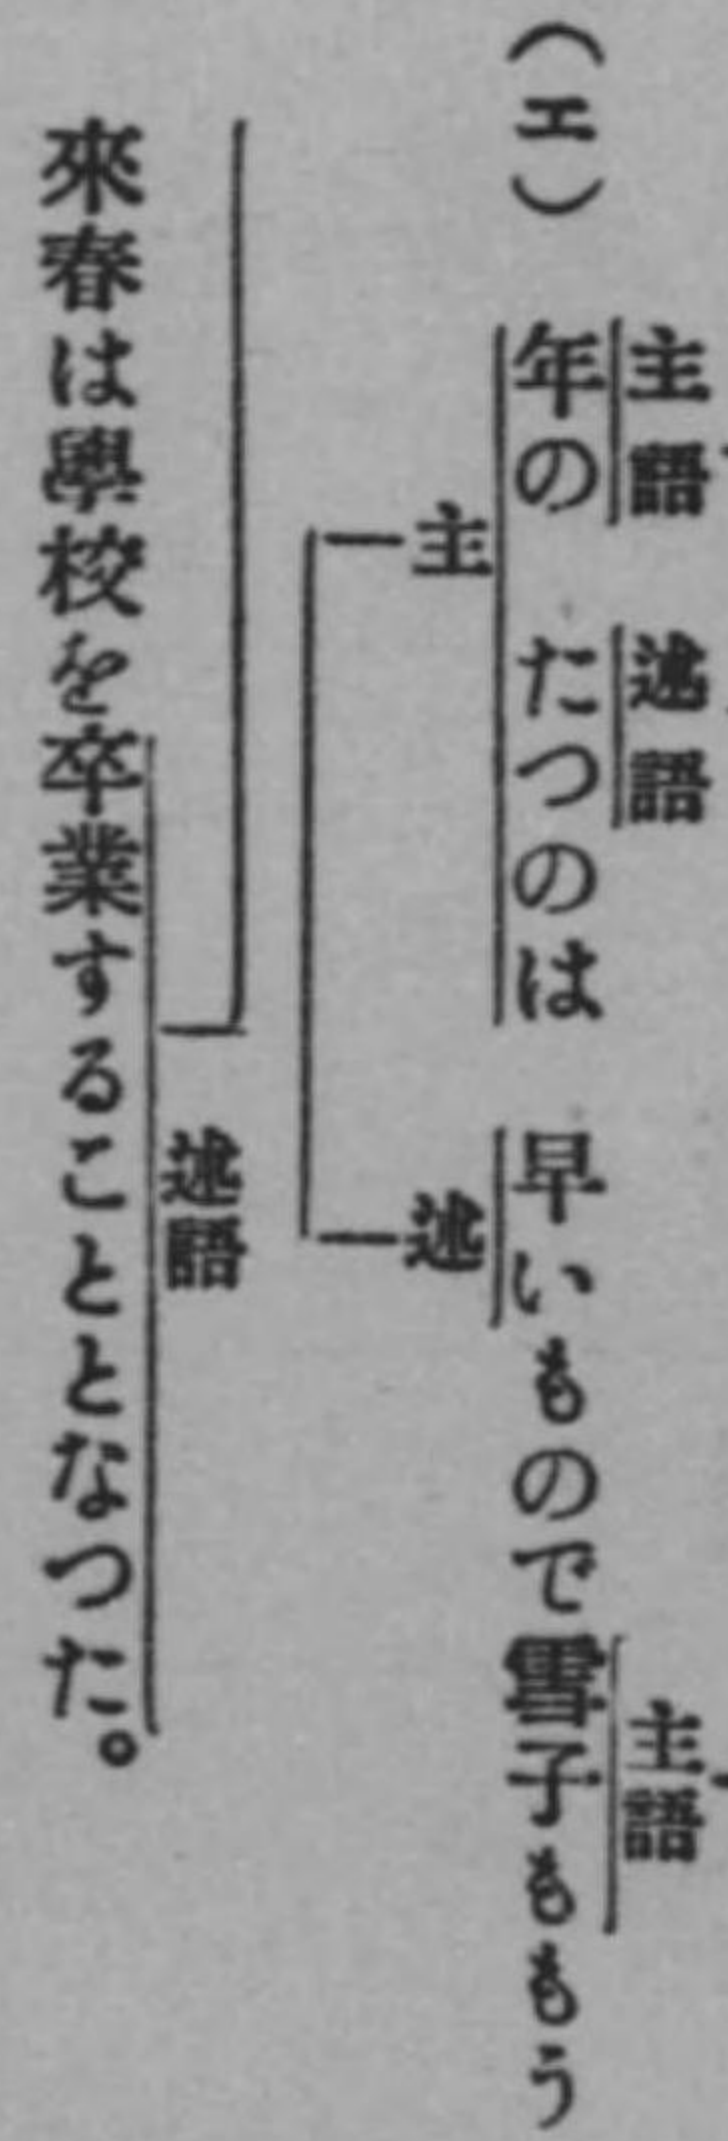 主語 述語 主語
(エ) 年の たつのは 早いもので雪子ももう
主 述
述語
來春は學校を卒業することとなつた。